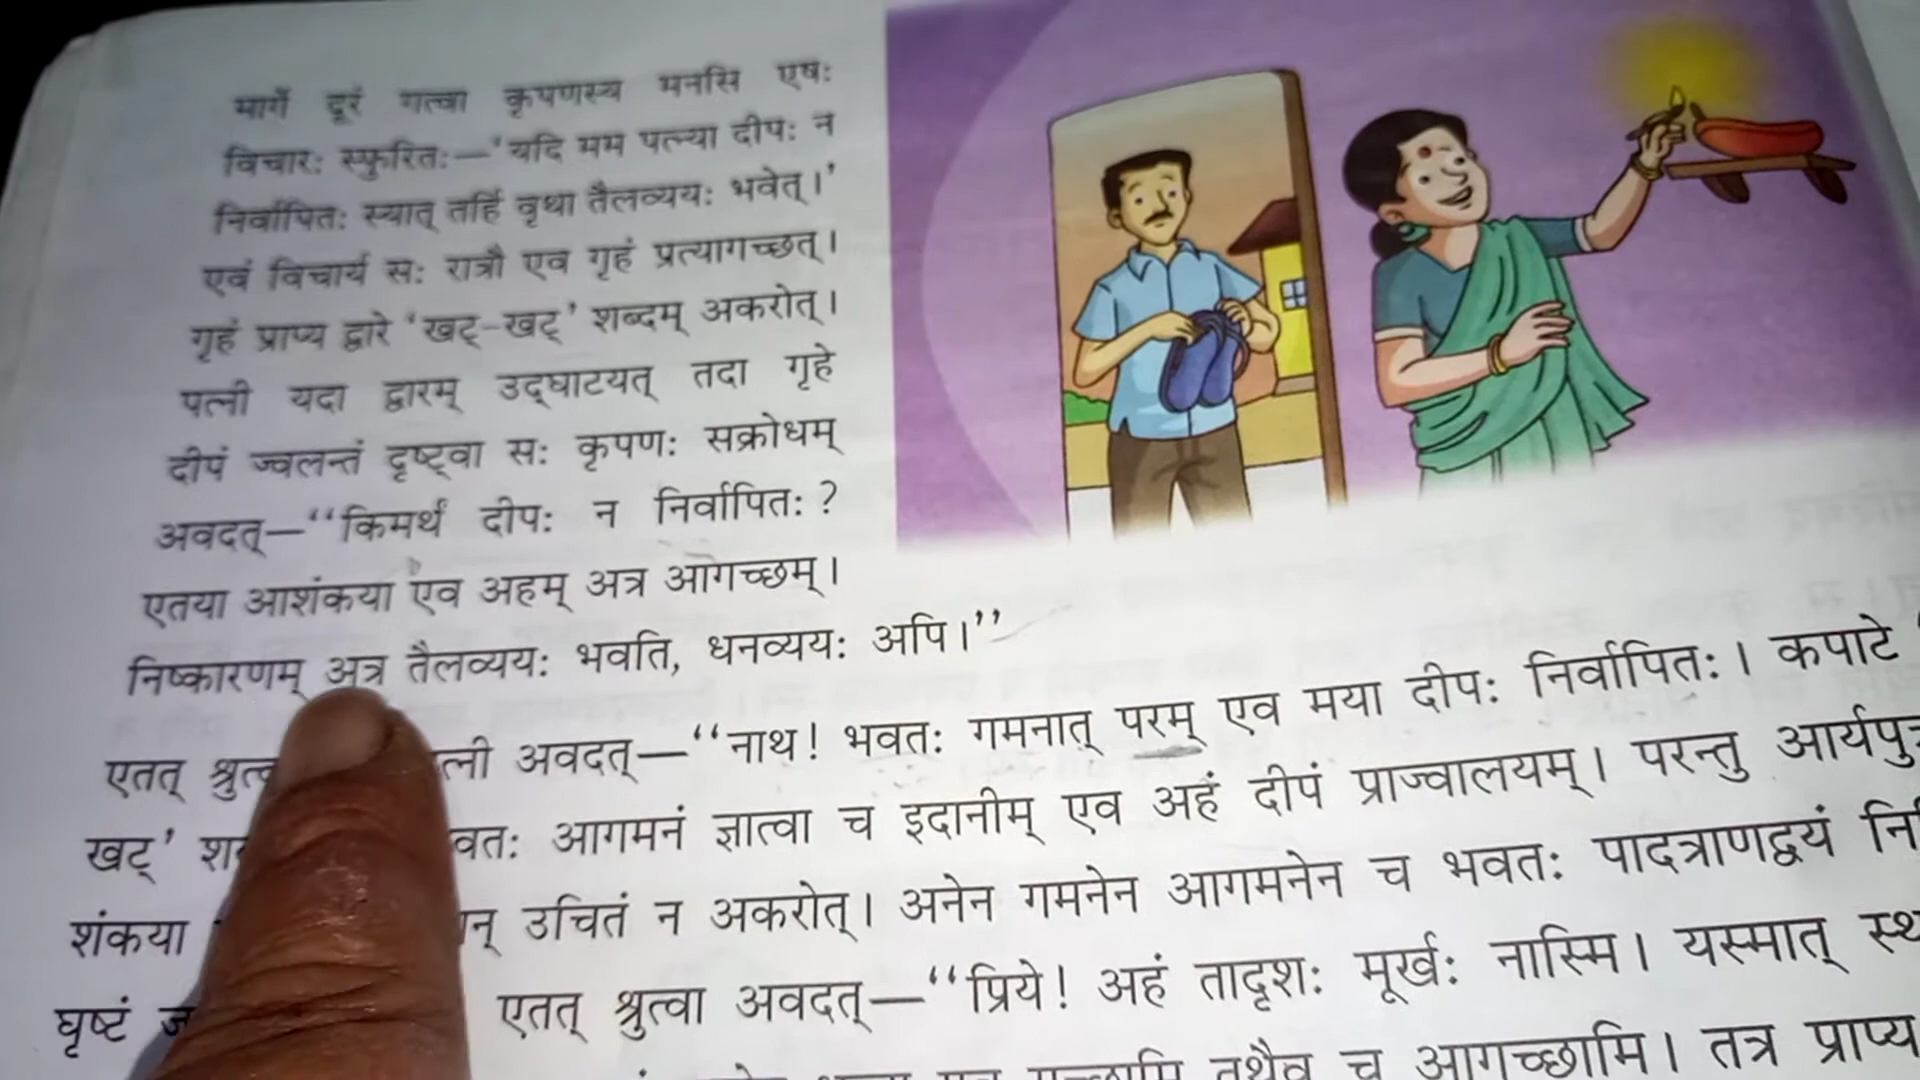 मार्गे दूरं गत्वा कृपणस्य मनसि एषः
विचारः स्फुरितः—'यदि मम पत्न्या दीपः न
निर्वापितः स्यात् तर्हि वृथा तैलव्ययः भवेत्।'
एवं विचार्य सः रात्रौ एव गृहं प्रत्यागच्छत्।
गृहं प्राप्य द्वारे 'खट्-खट्' शब्दम् अकरोत्।
पत्नी यदा द्वारम् उद्घाटयत् तदा गृहे
दीपं ज्वलन्तं दृष्ट्वा सः कृपणः सक्रोधम्
अवदत्—“किमर्थं दीपः न निर्वापितः?
एतया आशंकया एव अहम् अत्र आगच्छम्।
निष्कारणम् अत्र तैलव्ययः भवति, धनव्ययः अपि।”
एतत् अवदत्—“नाथ! भवतः गमनात् परम् एव मया दीपः निर्वापितः। कपाटे
खट्' आगमनं ज्ञात्वा च इदानीम् एव अहं दीपं प्राज्वालयम्। परन्तु
शंकया उचितं न अकरोत्। अनेन गमनेन आगमनेन च भवतः पादत्राणद्वयं
घृष्टं एतत् श्रुत्वा अवदत्—“प्रिये! अहं तादृशः मूर्खः नास्मि। यस्मात्
तथैव च आगच्छामि। तत्र प्राप्य